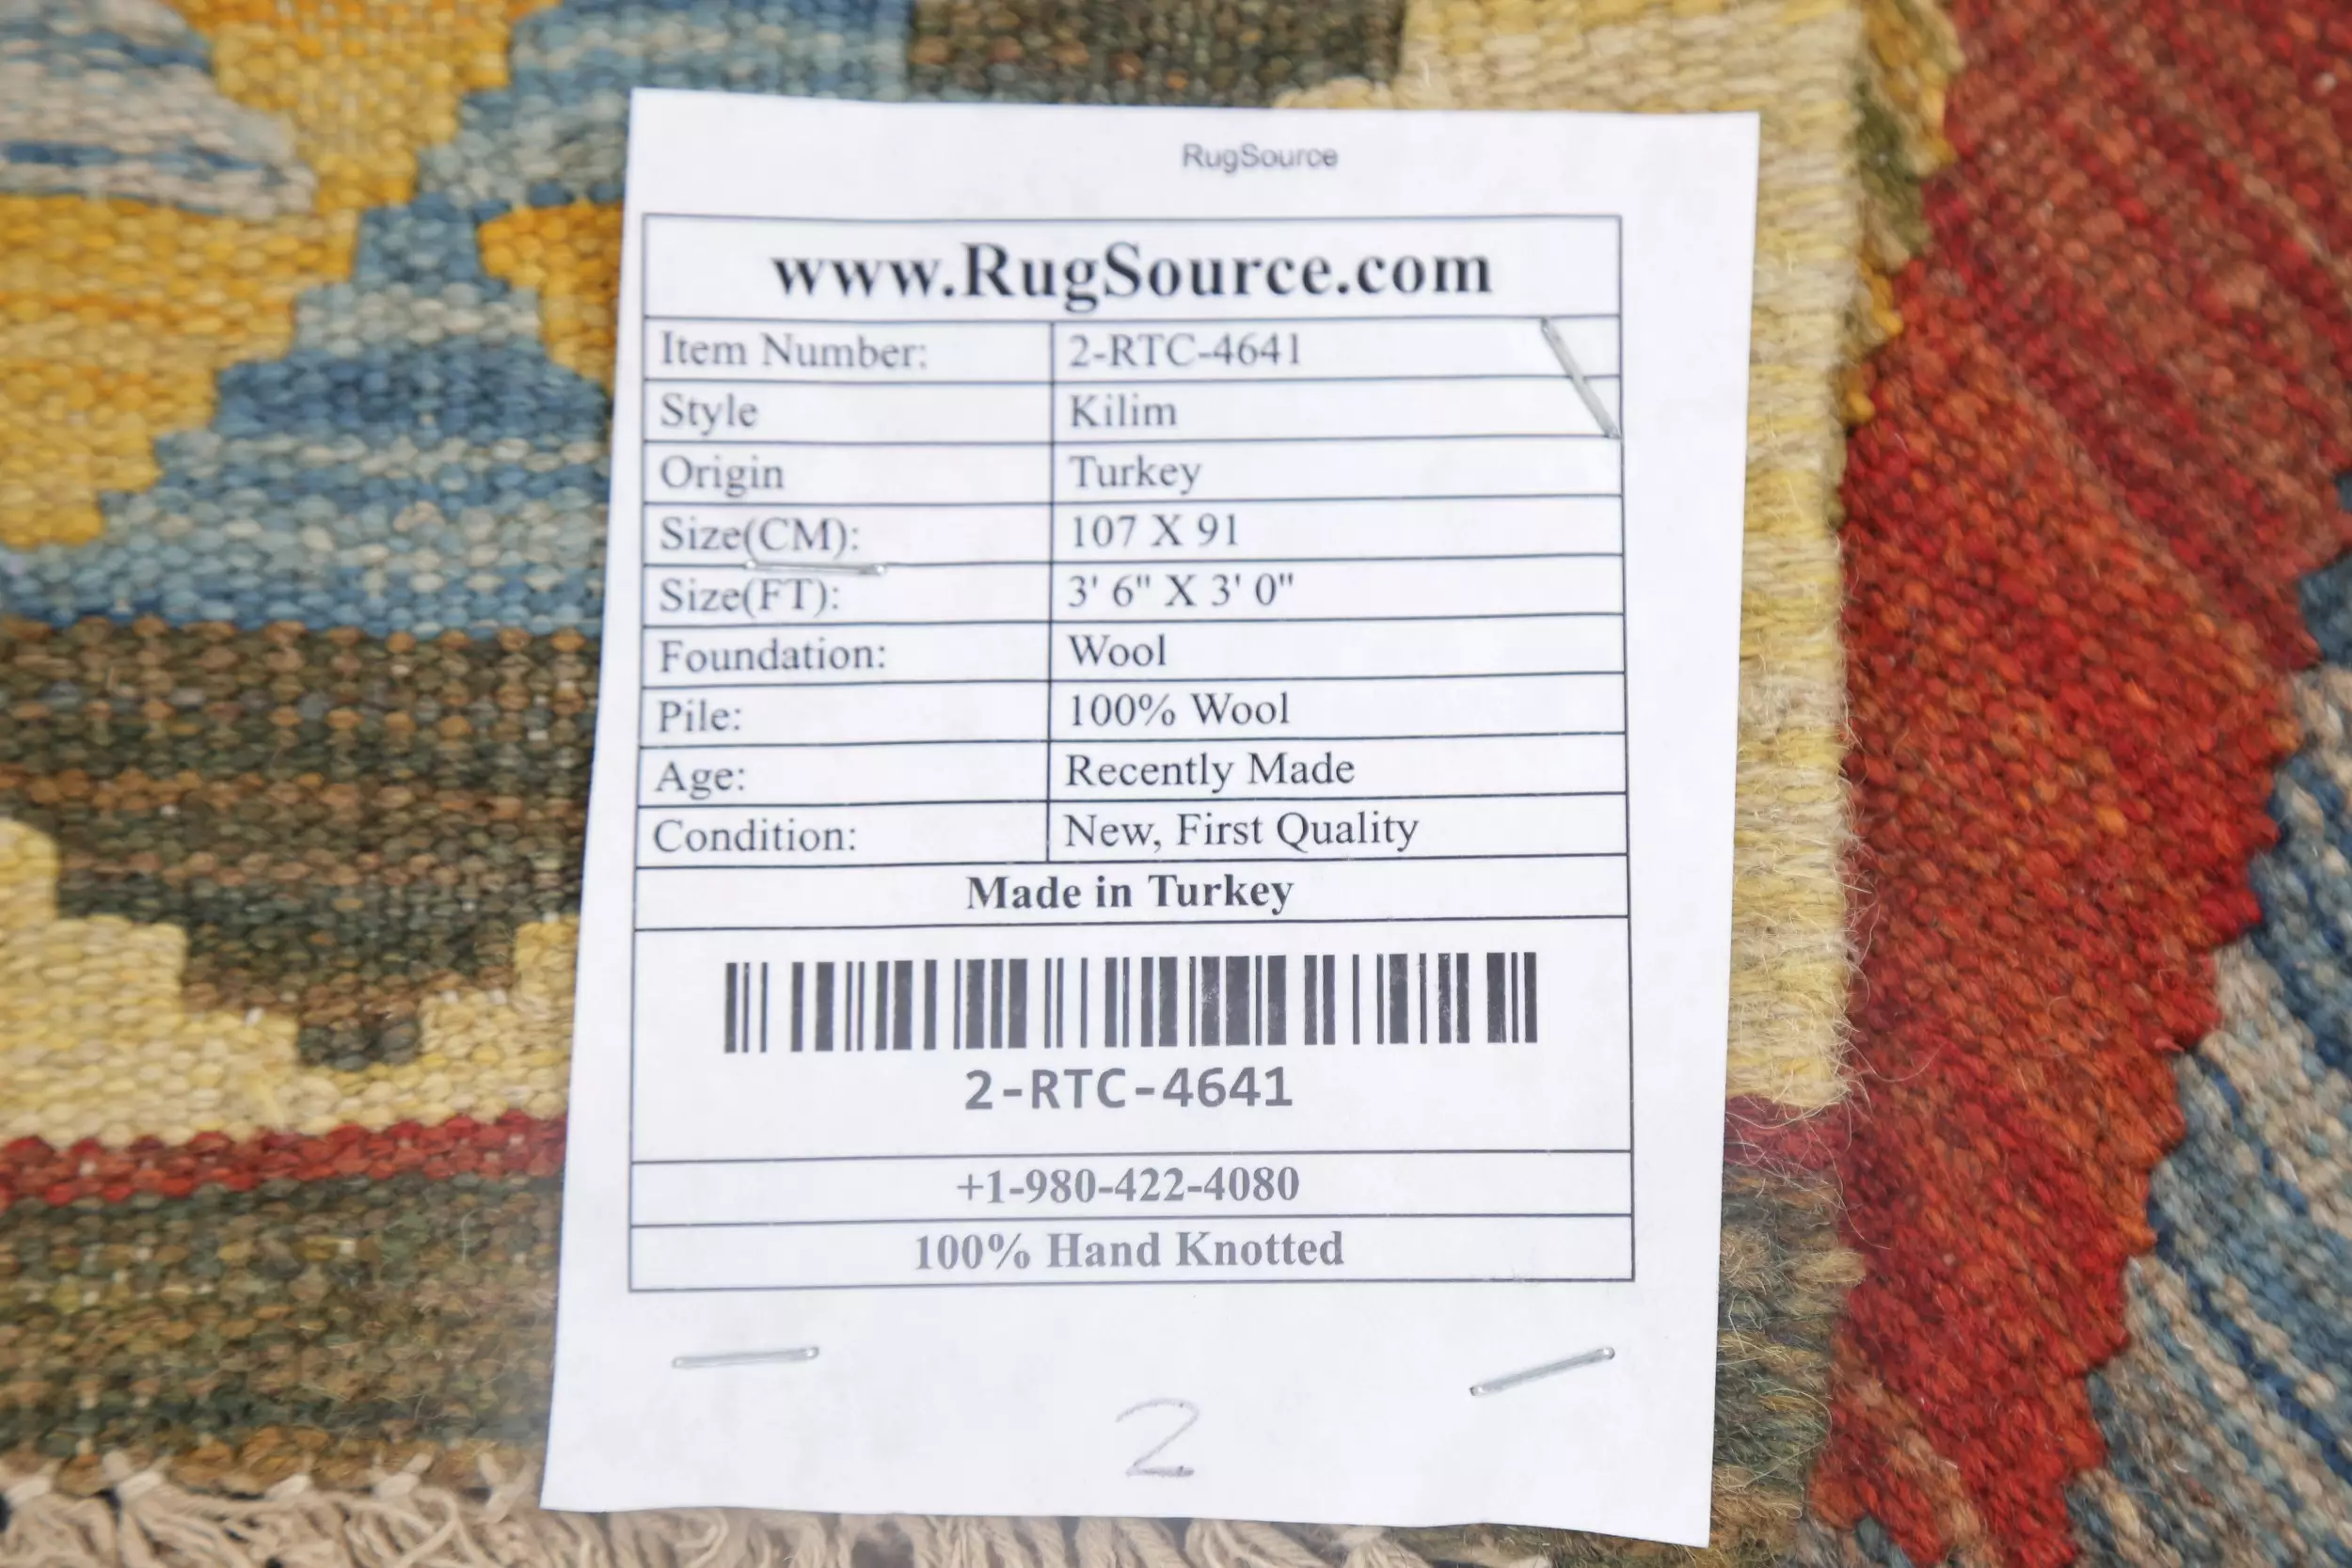 RugSource
www.RugSource.com
Item Number: 2-RTC-4641
Style Kilim
Origin Turkey
Size(CM): 107 X 91
Size(FT): 3' 6" X 3' 0"
Foundation: Wool
Pile: 100% Wool
Age: Recently Made
Condition: New, First Quality
Made in Turkey
2-RTC-4641
+1-980-422-4080
100% Hand Knotted
2